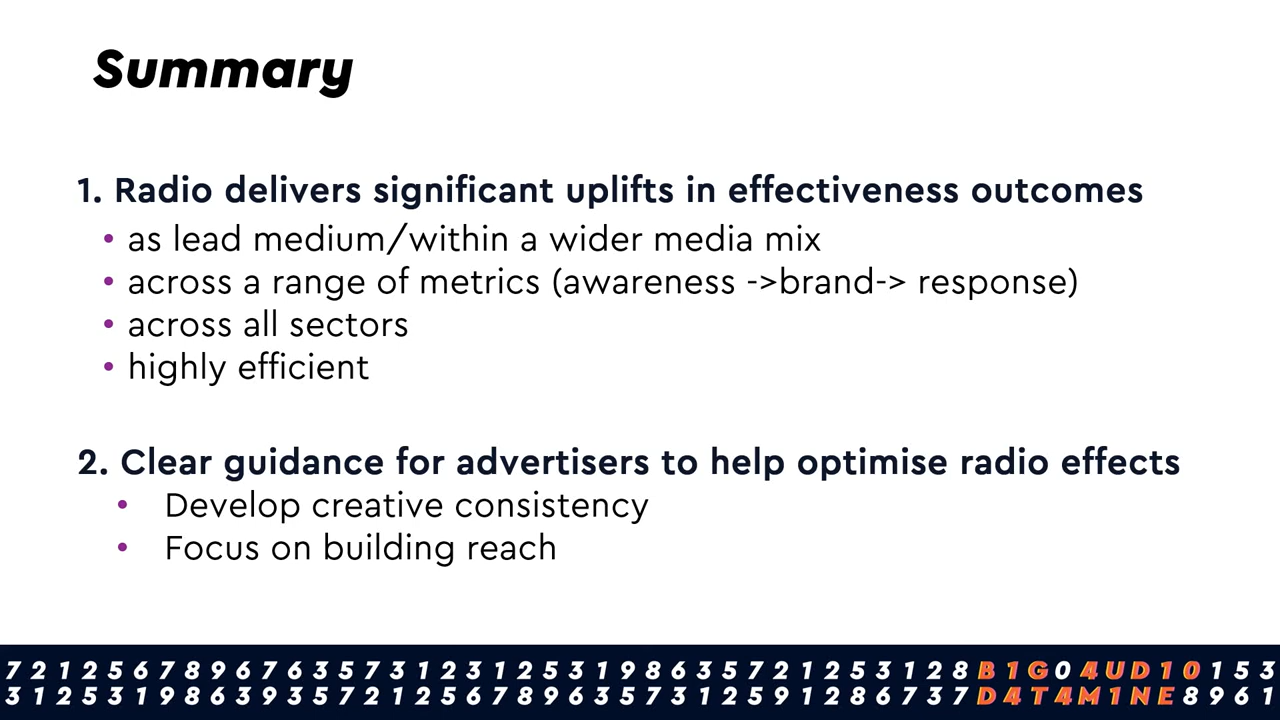 Summary
1. Radio delivers significant uplifts in effectiveness outcomes
• as lead medium/within a wider media mix
• across a range of metrics (awareness ->brand-> response)
• across all sectors
• highly efficient
2. Clear guidance for advertisers to help optimise radio effects
• Develop creative consistency
• Focus on building reach
7 2 1 2 5 6 7 8 9 6 7 6 3 5 7 3 1 2 3 1 2 5 3 1 9 8 6 3 5 7 2 1 2 5 3 1 2 8 B 1 G 0 4 U D 1 0 1 5 3
3 1 2 5 3 1 9 8 6 3 9 3 5 7 2 1 2 5 6 7 8 9 6 3 5 7 3 1 2 5 9 1 2 8 6 7 3 7 D 4 T 4 M 1 N E 8 9 6 1